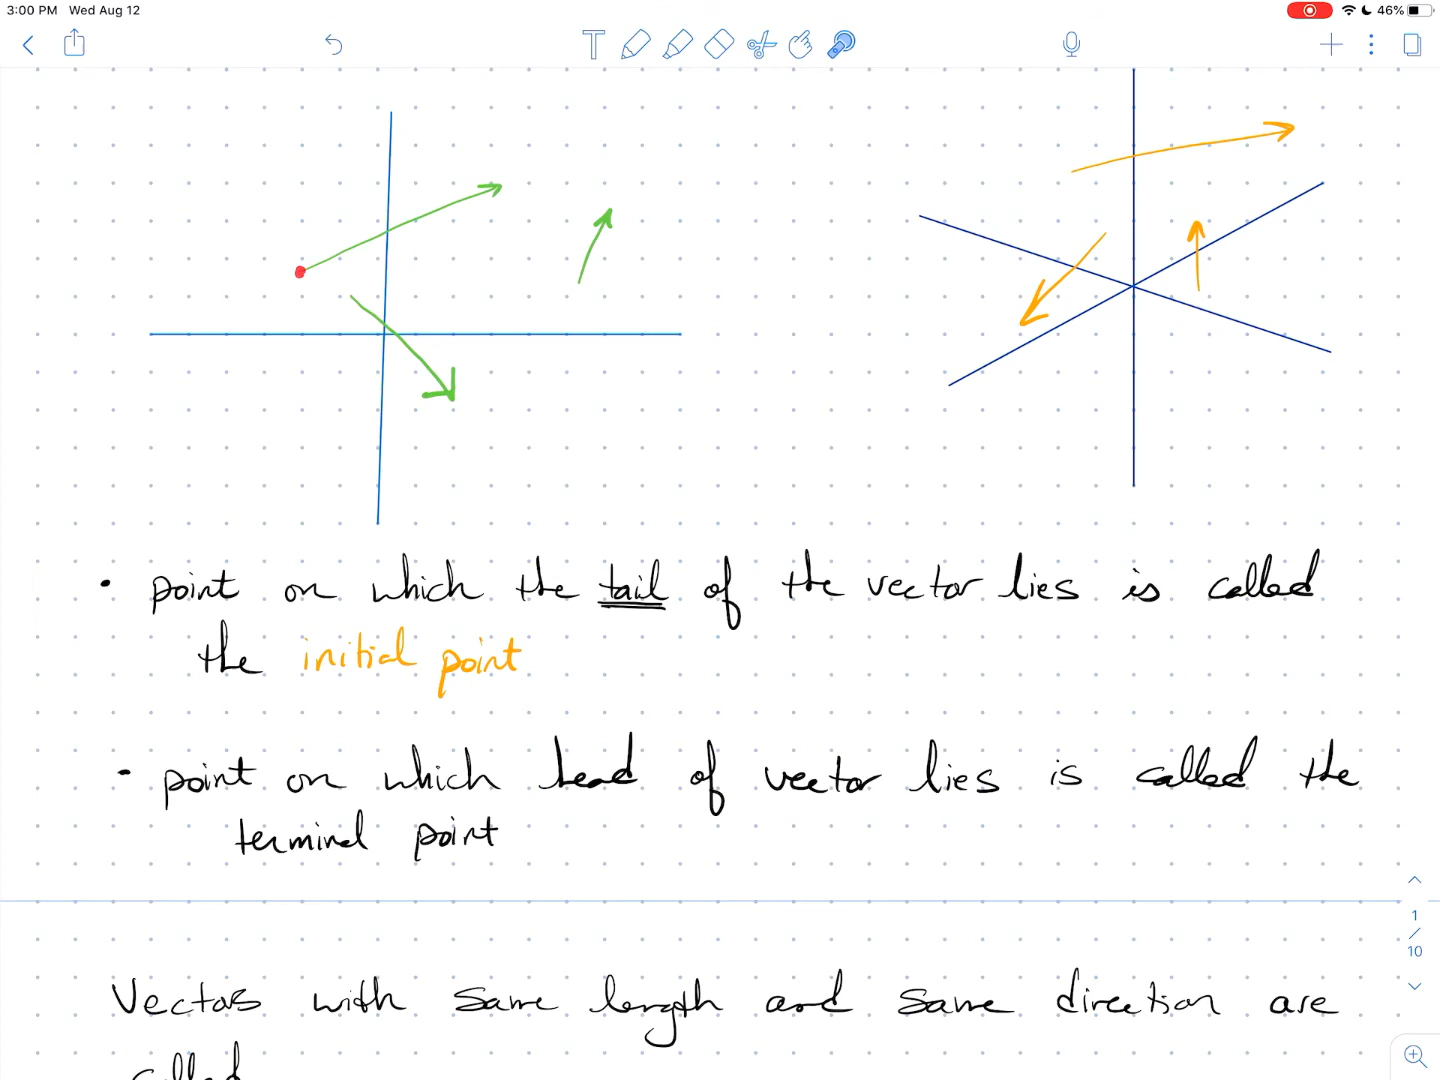 3:00 PM Wed Aug 12
46%
T
• point on which the tail of the vector lies is called
the initial point
• point on which head of vector lies is called the
terminal point
1
/
10
Vectors with same length and same direction are
called